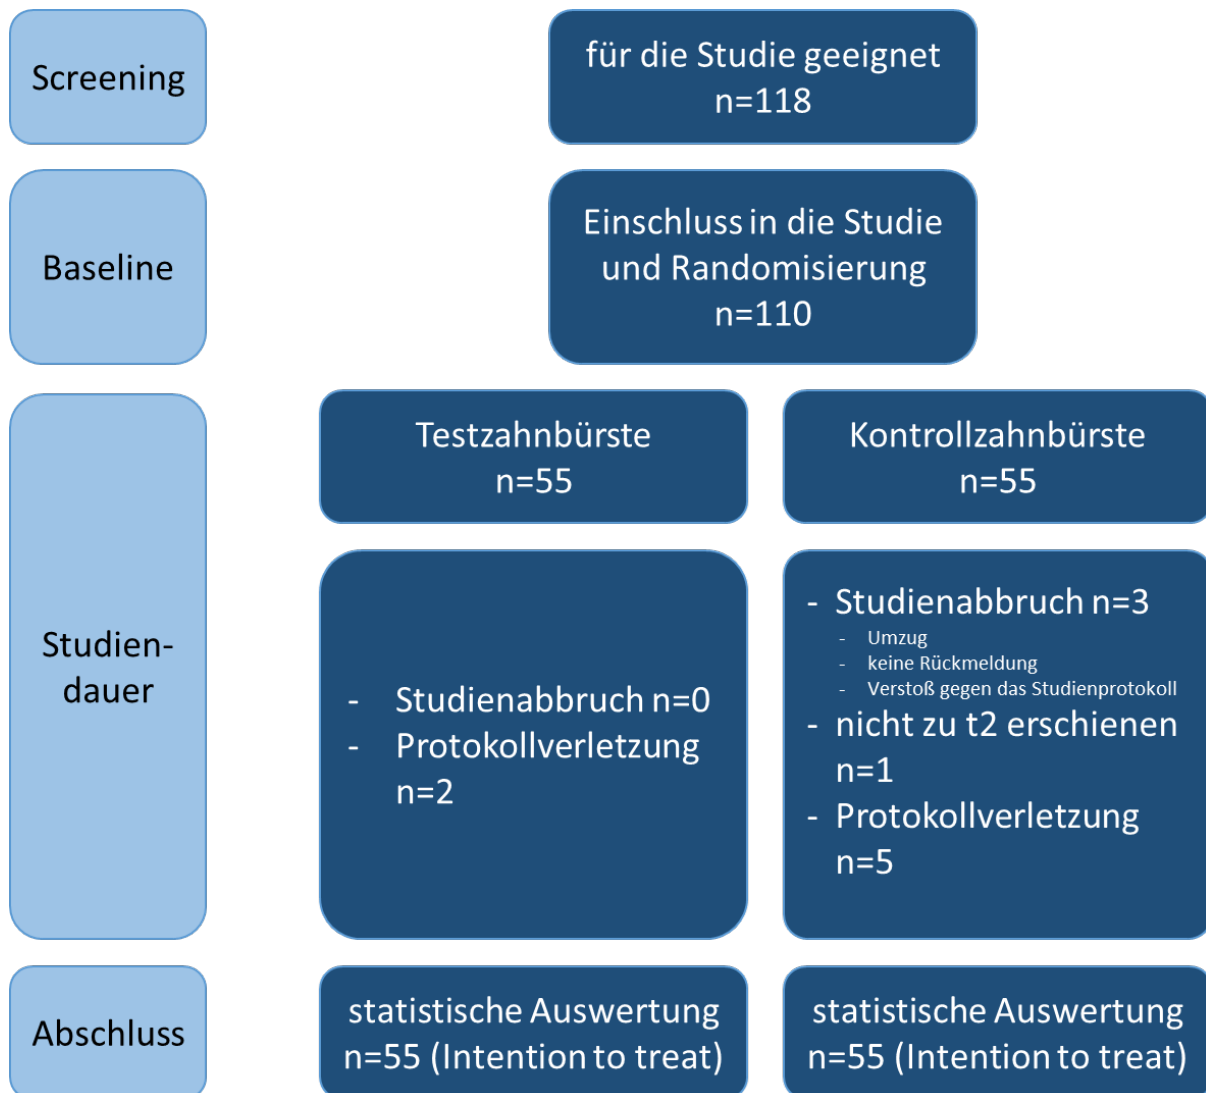 Screening
für die Studie geeignet
n=118
Baseline
Einschluss in die Studie
und Randomisierung
n=110
Studien-
dauer
Testzahnbürste
n=55
Kontrollzahnbürste
n=55
- Studienabbruch n=0
- Protokollverletzung
n=2
- Studienabbruch n=3
- Umzug
- keine Rückmeldung
- Verstoß gegen das Studienprotokoll
- nicht zu t2 erschienen
n=1
- Protokollverletzung
n=5
Abschluss
statistische Auswertung
n=55 (Intention to treat)
statistische Auswertung
n=55 (Intention to treat)